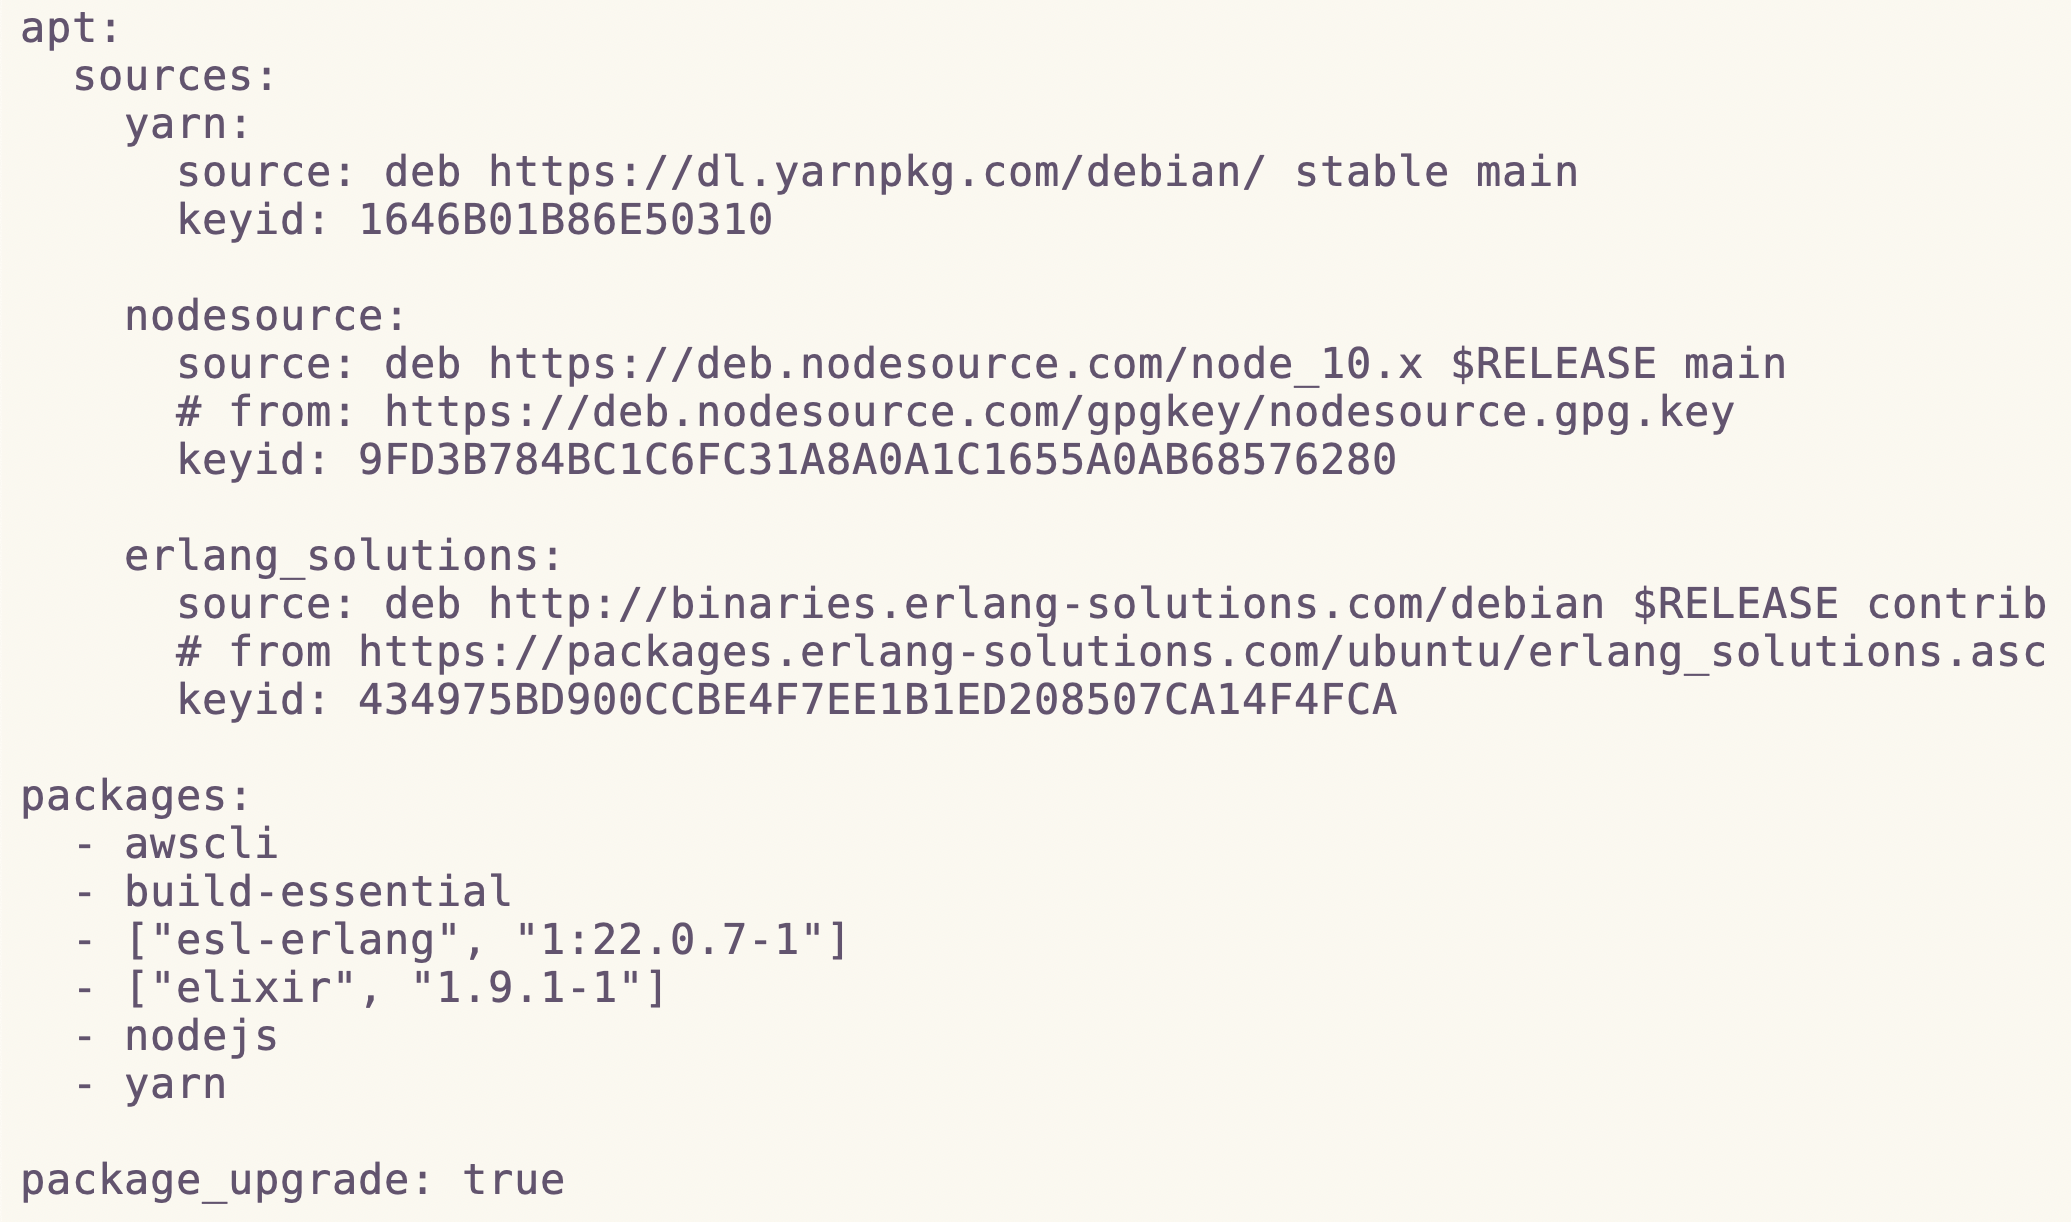 apt:
  sources:
    yarn:
      source: deb https://dl.yarnpkg.com/debian/ stable main
      keyid: 1646B01B86E50310

    nodesource:
      source: deb https://deb.nodesource.com/node_10.x $RELEASE main
      # from: https://deb.nodesource.com/gpgkey/nodesource.gpg.key
      keyid: 9FD3B784BC1C6FC31A8A0A1C1655A0AB68576280

    erlang_solutions:
      source: deb http://binaries.erlang-solutions.com/debian $RELEASE contrib
      # from https://packages.erlang-solutions.com/ubuntu/erlang_solutions.asc
      keyid: 434975BD900CCBE4F7EE1B1ED208507CA14F4FCA

packages:
  - awscli
  - build-essential
  - ["esl-erlang", "1:22.0.7-1"]
  - ["elixir", "1.9.1-1"]
  - nodejs
  - yarn

package_upgrade: true